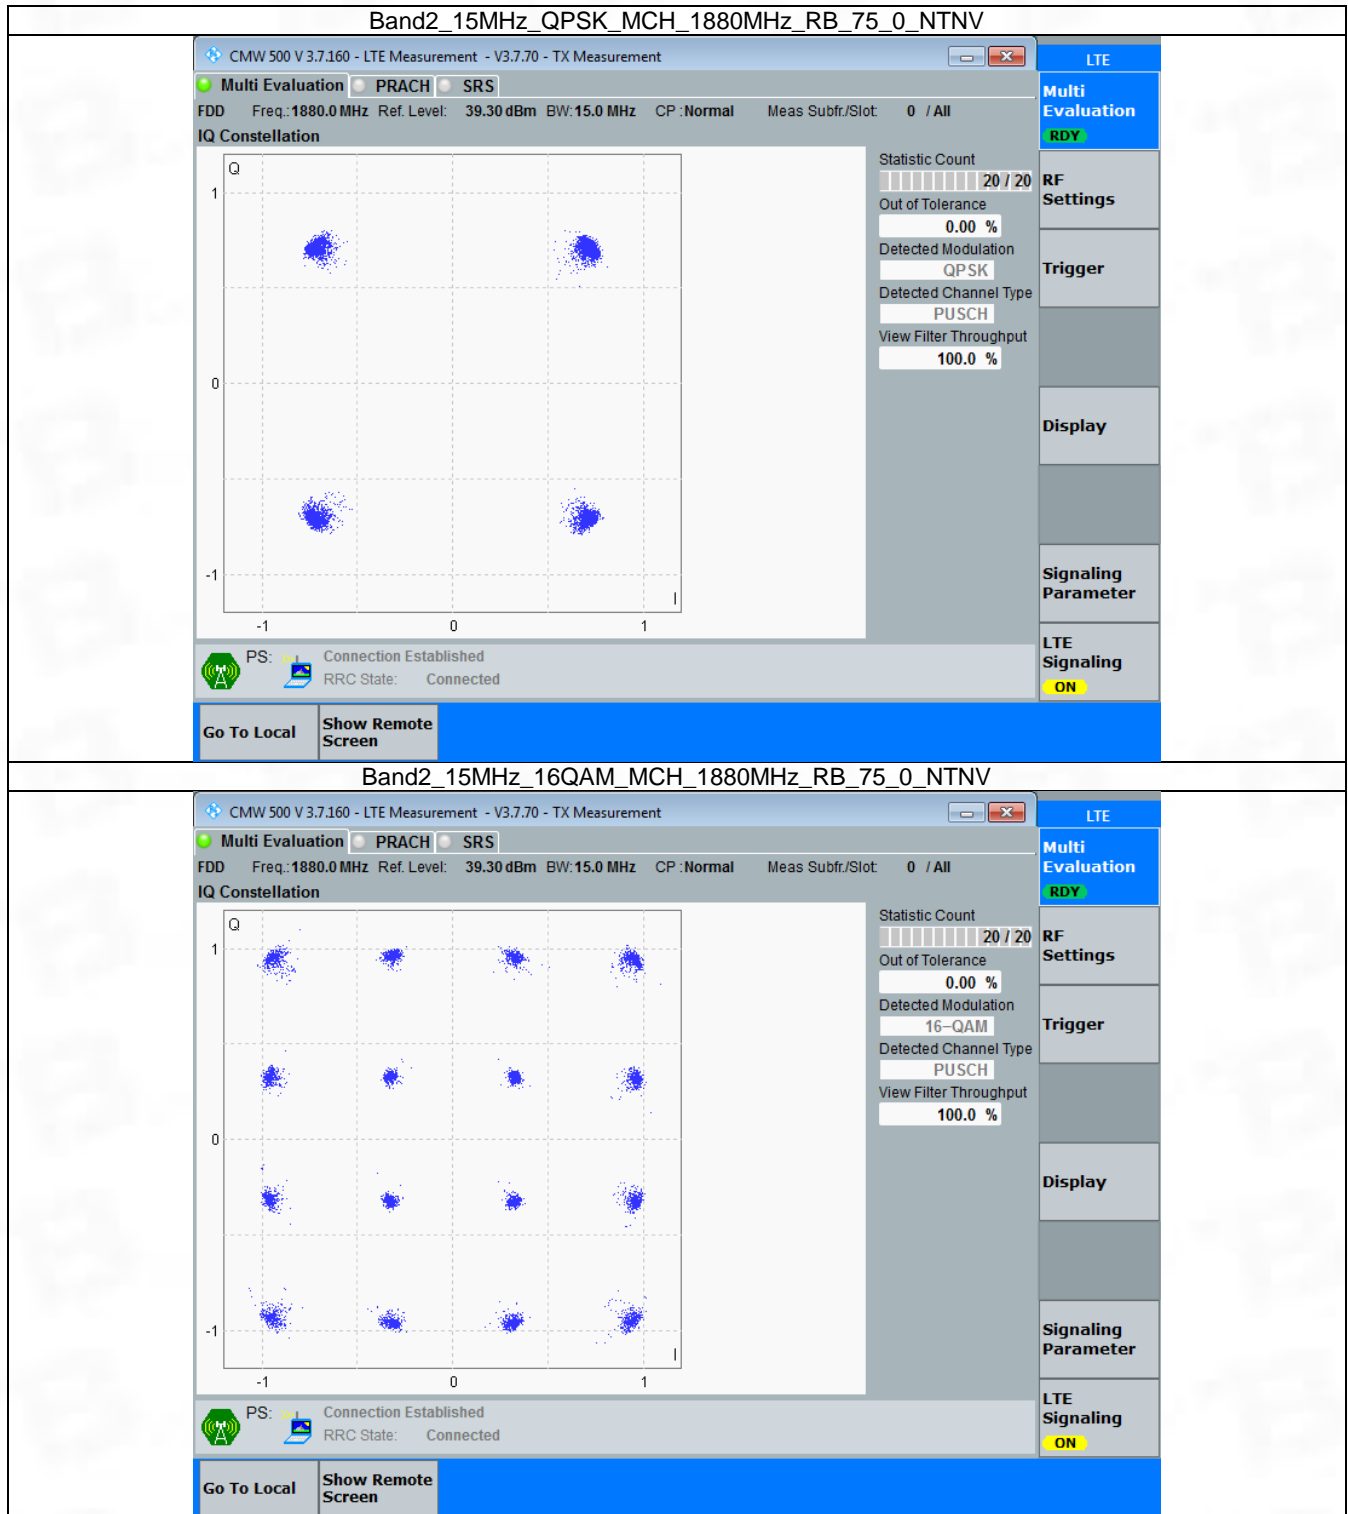 Band2_15MHz_QPSK_MCH_1880MHz_RB_75_0_NTNV
CMW 500 V 3.7.160 - LTE Measurement - V3.7.70 - TX Measurement
LTE
Multi Evaluation PRACH SRS
Multi
Evaluation
RDY
FDD Freq.:1880.0 MHz Ref. Level: 39.30 dBm BW:15.0 MHz CP :Normal Meas Subfr./Slot: 0 / All
IQ Constellation
Q
1
0
-1
I
-1 0 1
Statistic Count
20 / 20
Out of Tolerance
0.00 %
Detected Modulation
QPSK
Detected Channel Type
PUSCH
View Filter Throughput
100.0 %
RF
Settings
Trigger
Display
Signaling
Parameter
LTE
Signaling
ON
PS: Connection Established
RRC State: Connected
Go To Local
Show Remote
Screen
Band2_15MHz_16QAM_MCH_1880MHz_RB_75_0_NTNV
CMW 500 V 3.7.160 - LTE Measurement - V3.7.70 - TX Measurement
LTE
Multi Evaluation PRACH SRS
Multi
Evaluation
RDY
FDD Freq.:1880.0 MHz Ref. Level: 39.30 dBm BW:15.0 MHz CP :Normal Meas Subfr./Slot: 0 / All
IQ Constellation
Q
1
0
-1
I
-1 0 1
Statistic Count
20 / 20
Out of Tolerance
0.00 %
Detected Modulation
16-QAM
Detected Channel Type
PUSCH
View Filter Throughput
100.0 %
RF
Settings
Trigger
Display
Signaling
Parameter
LTE
Signaling
ON
PS: Connection Established
RRC State: Connected
Go To Local
Show Remote
Screen